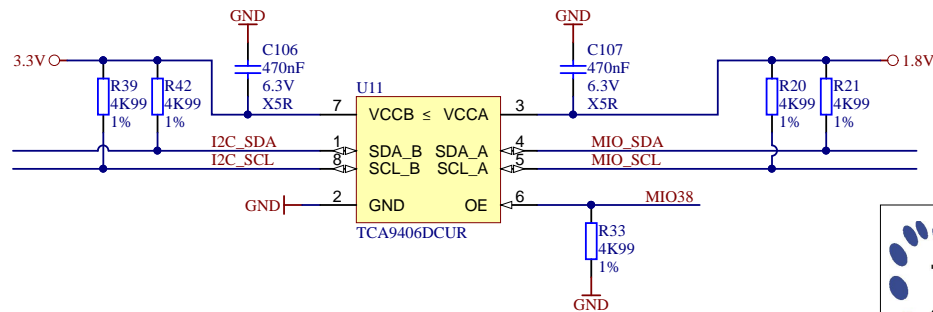 GND
GND
3.3V
C106
470nF
6.3V
X5R
C107
470nF
6.3V
X5R
1.8V
R39
4K99
1%
R42
4K99
1%
U11
R20
4K99
1%
R21
4K99
1%
7
VCCB ≤ VCCA
3
I2C_SDA
1
SDA_B SDA_A
4
MIO_SDA
I2C_SCL
8
SCL_B SCL_A
5
MIO_SCL
GND
2
GND OE
6
MIO38
TCA9406DCUR
R33
4K99
1%
GND